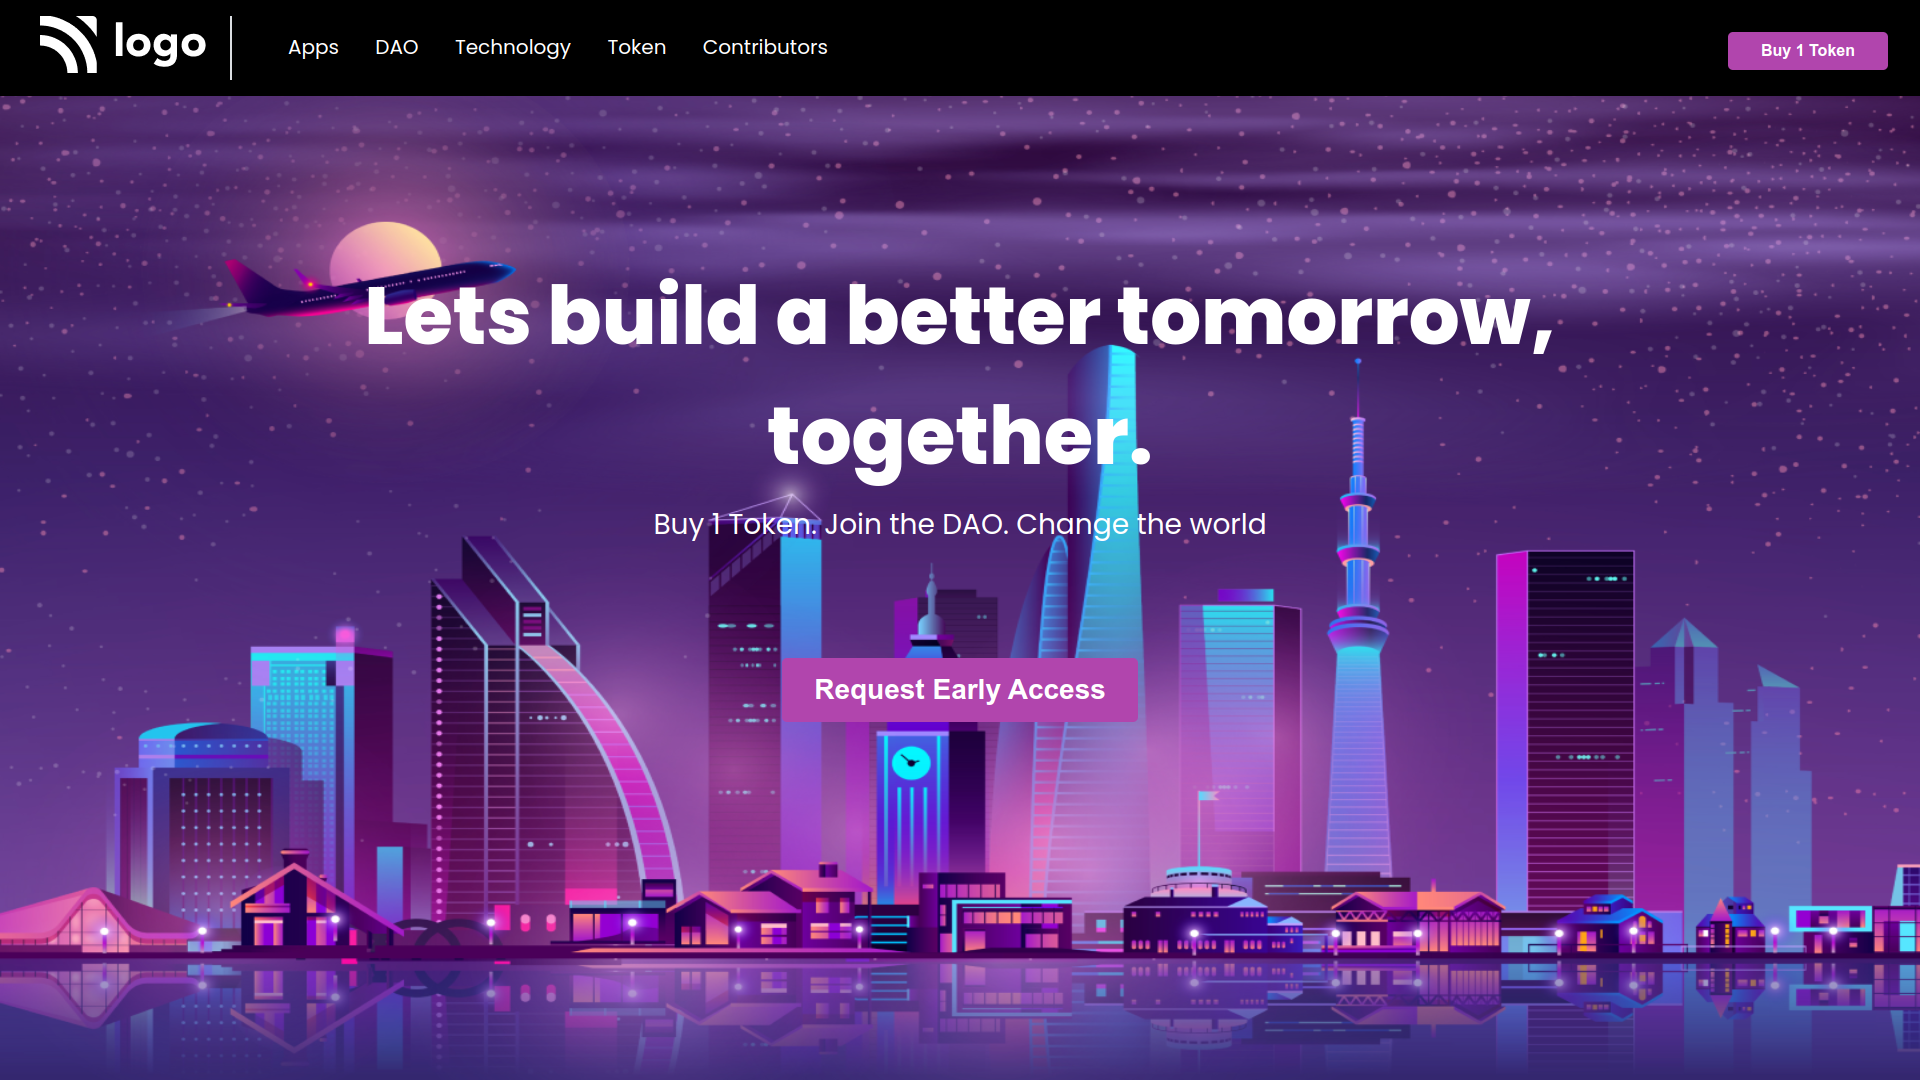 logo
Apps
DAO
Technology
Token
Contributors
Buy 1 Token
Lets build a better tomorrow,
together.
Buy 1 Token. Join the DAO. Change the world
Request Early Access